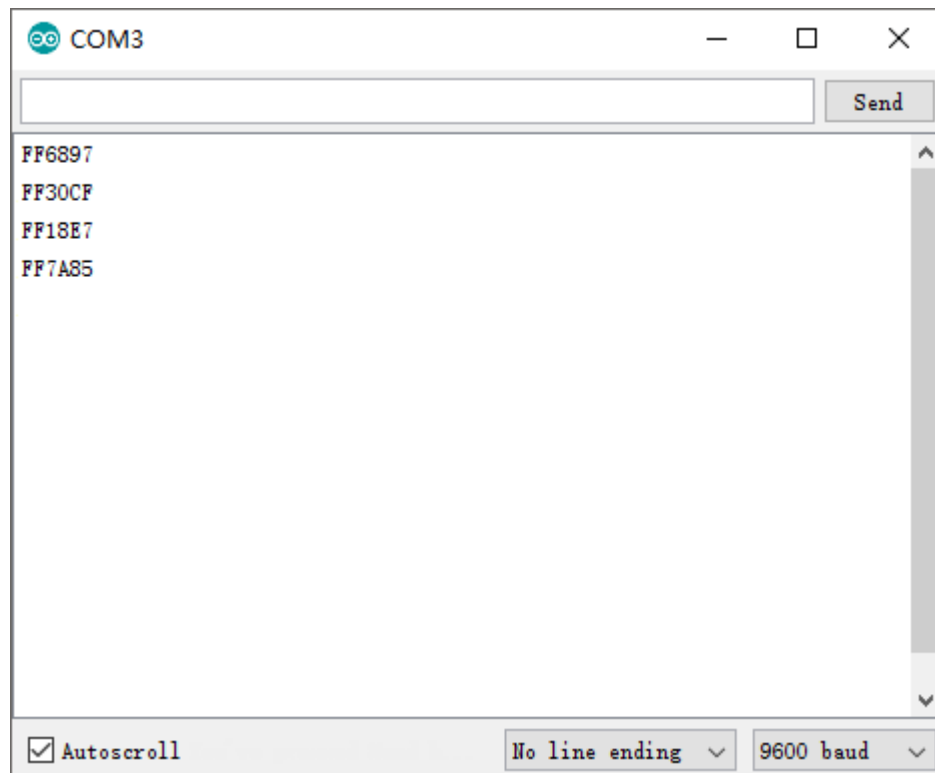 COM3
Send
FF6897
FF30CF
FF18E7
FF7A85
Autoscroll
No line ending
9600 baud